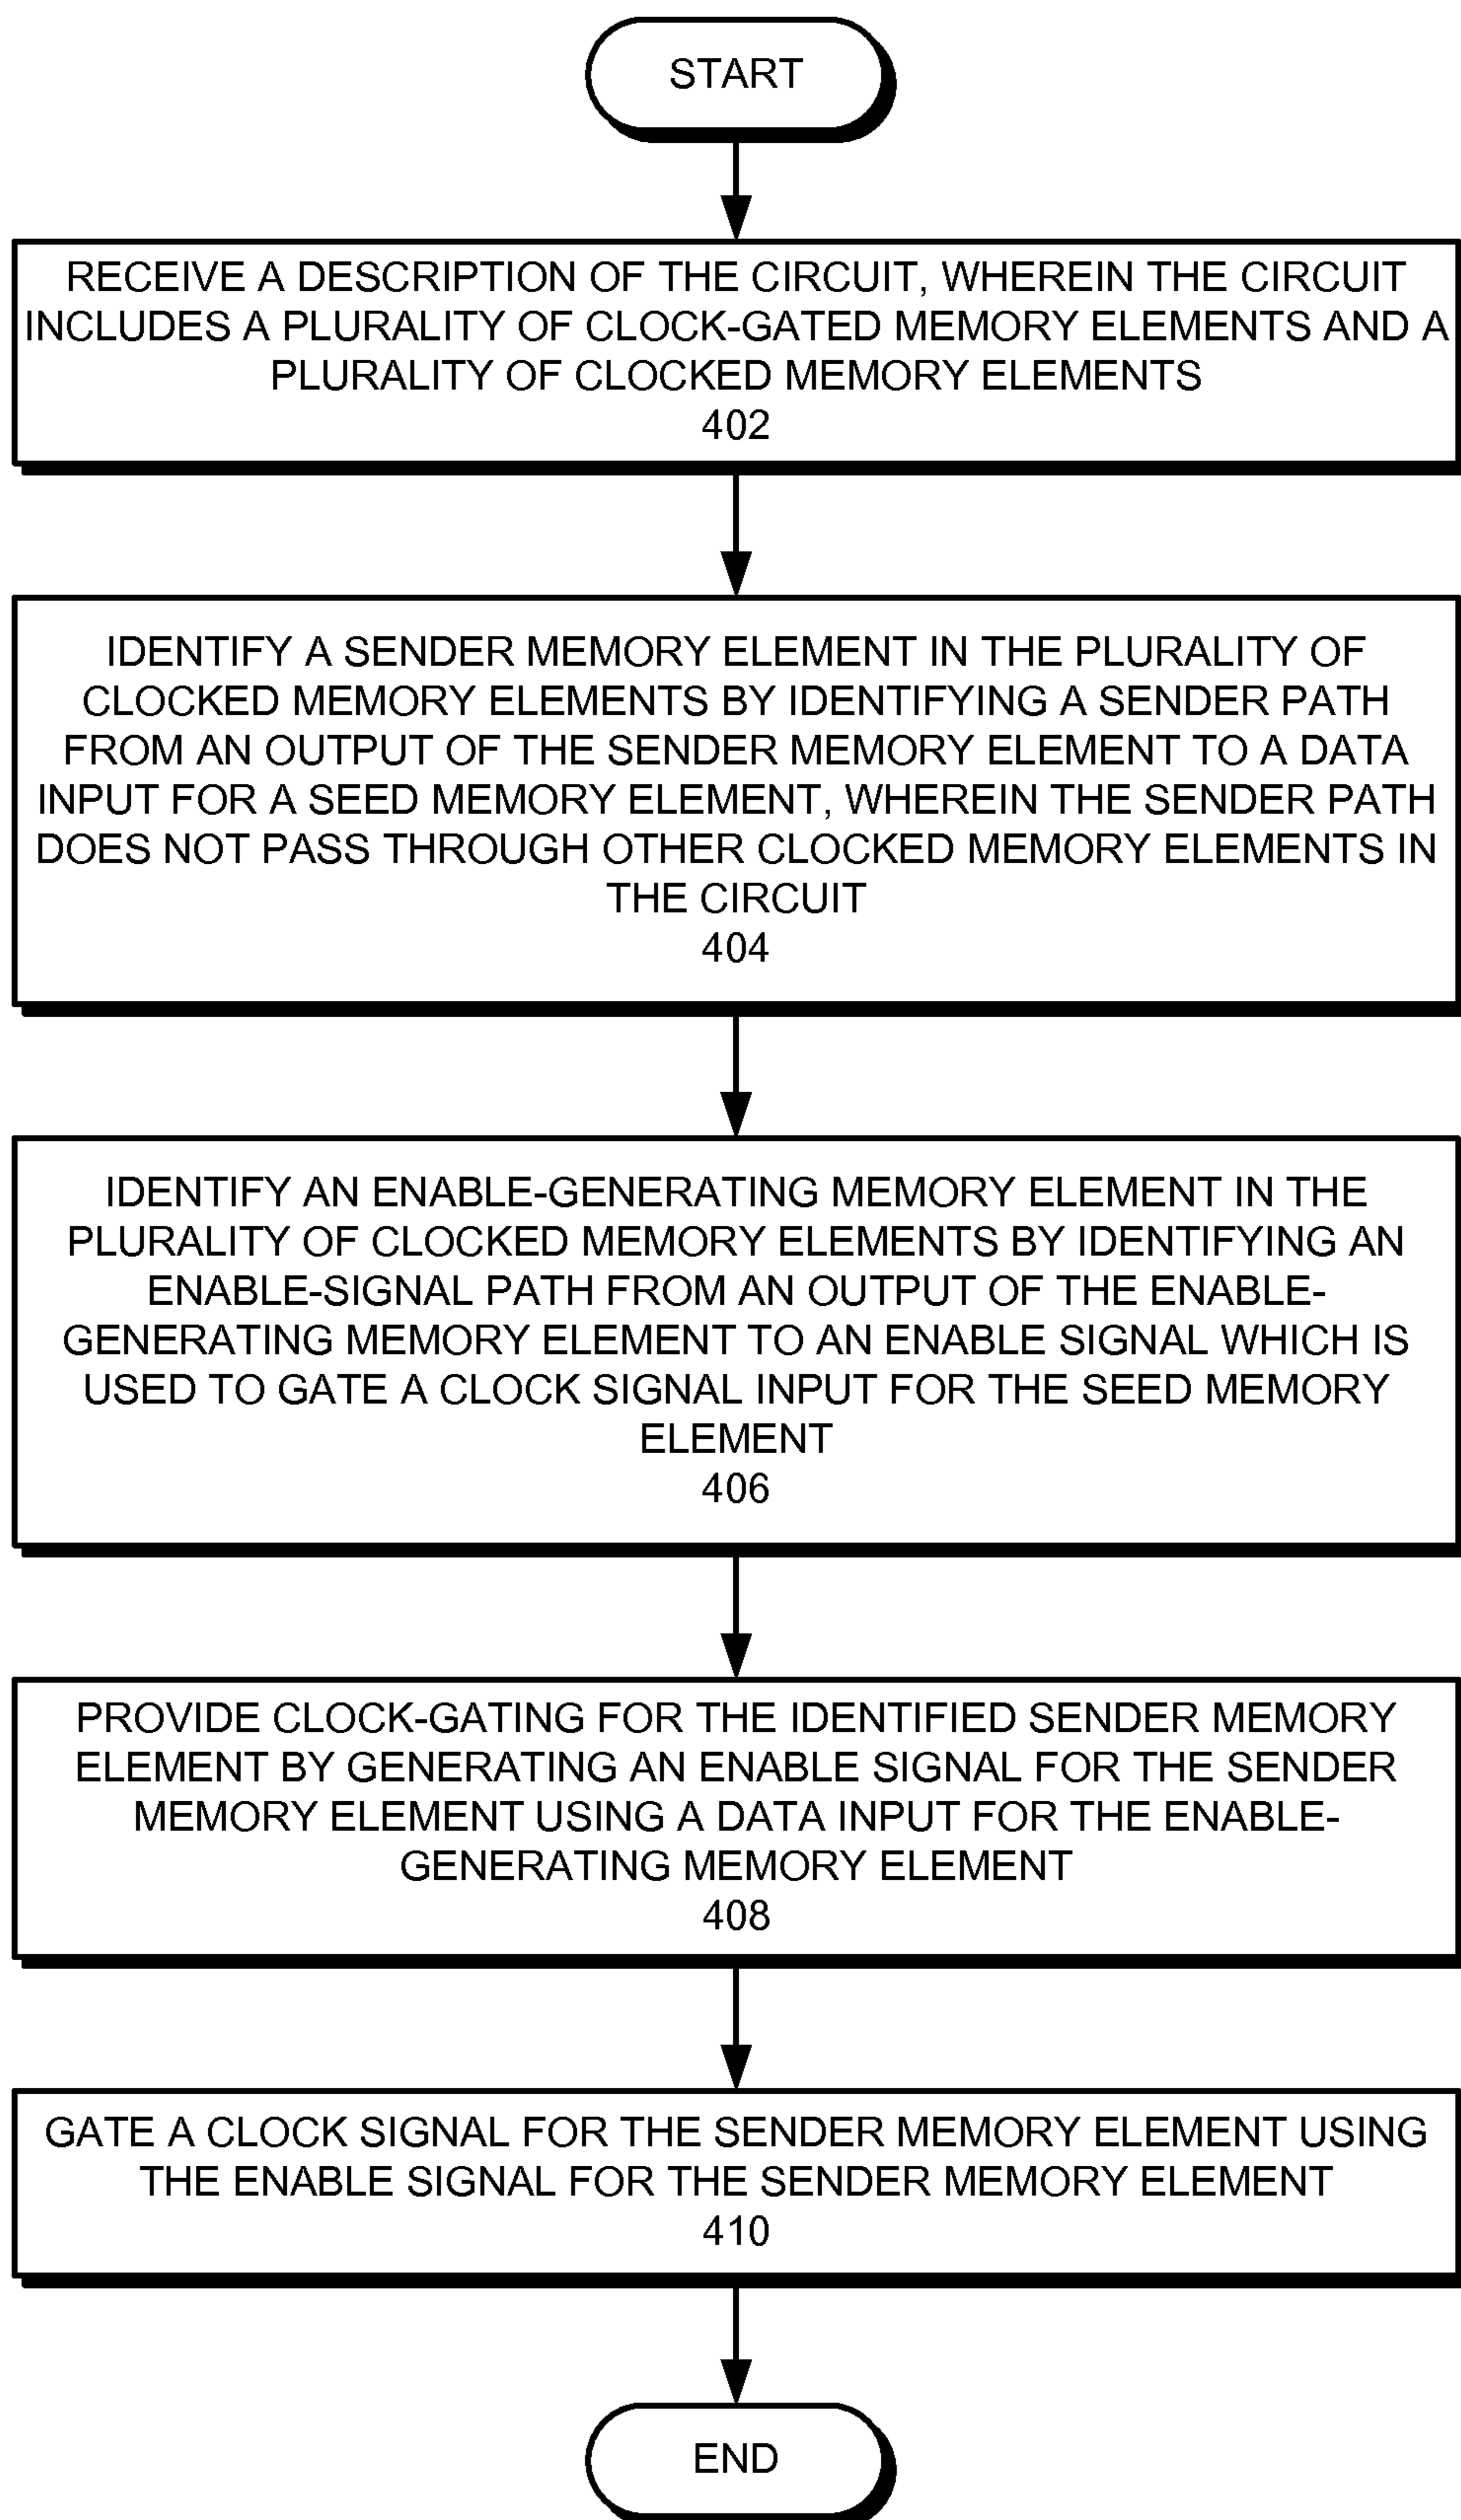 START
RECEIVE A DESCRIPTION OF THE CIRCUIT, WHEREIN THE CIRCUIT
INCLUDES A PLURALITY OF CLOCK-GATED MEMORY ELEMENTS AND A
PLURALITY OF CLOCKED MEMORY ELEMENTS
402
IDENTIFY A SENDER MEMORY ELEMENT IN THE PLURALITY OF
CLOCKED MEMORY ELEMENTS BY IDENTIFYING A SENDER PATH
FROM AN OUTPUT OF THE SENDER MEMORY ELEMENT TO A DATA
INPUT FOR A SEED MEMORY ELEMENT, WHEREIN THE SENDER PATH
DOES NOT PASS THROUGH OTHER CLOCKED MEMORY ELEMENTS IN
THE CIRCUIT
404
IDENTIFY AN ENABLE-GENERATING MEMORY ELEMENT IN THE
PLURALITY OF CLOCKED MEMORY ELEMENTS BY IDENTIFYING AN
ENABLE-SIGNAL PATH FROM AN OUTPUT OF THE ENABLE-
GENERATING MEMORY ELEMENT TO AN ENABLE SIGNAL WHICH IS
USED TO GATE A CLOCK SIGNAL INPUT FOR THE SEED MEMORY
ELEMENT
406
PROVIDE CLOCK-GATING FOR THE IDENTIFIED SENDER MEMORY
ELEMENT BY GENERATING AN ENABLE SIGNAL FOR THE SENDER
MEMORY ELEMENT USING A DATA INPUT FOR THE ENABLE-
GENERATING MEMORY ELEMENT
408
GATE A CLOCK SIGNAL FOR THE SENDER MEMORY ELEMENT USING
THE ENABLE SIGNAL FOR THE SENDER MEMORY ELEMENT
410
END